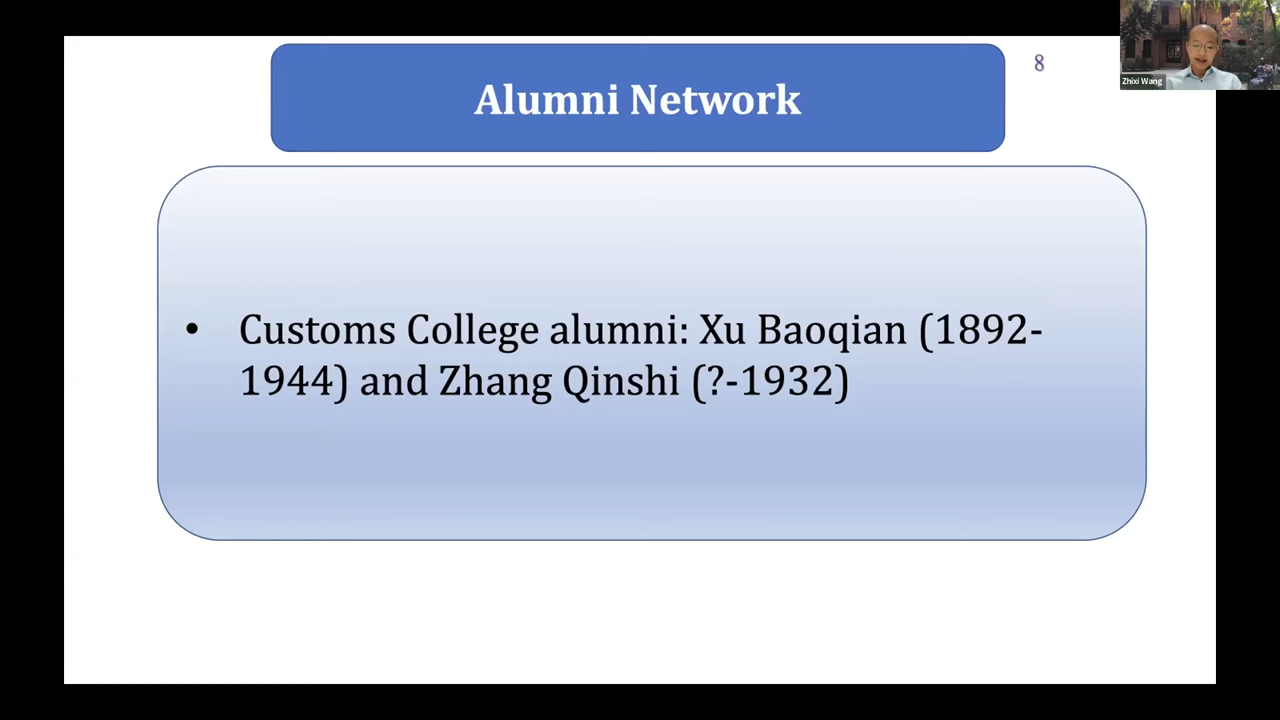 Alumni Network
8
Zhixi Wang
• Customs College alumni: Xu Baoqian (1892-
1944) and Zhang Qinshi (?-1932)